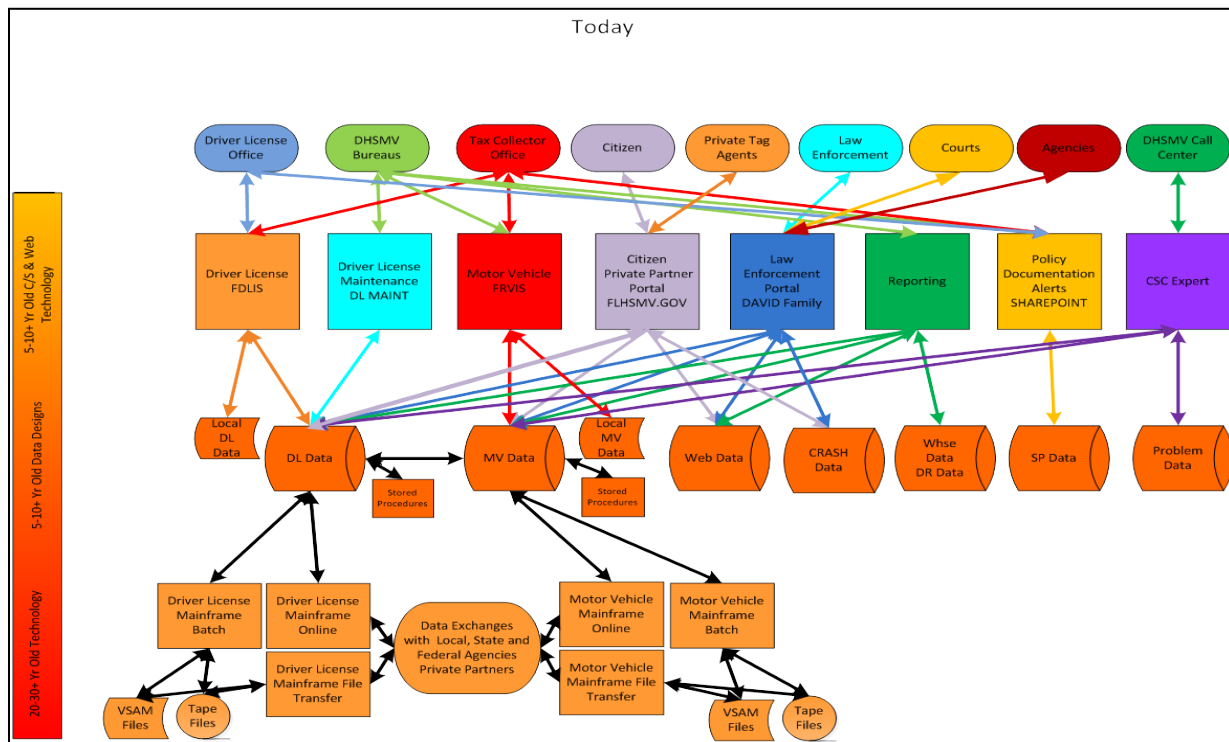 Today
Driver License
Office
DHSMV
Bureaus
Tax Collector
Office
Citizen
Private Tag
Agents
Law
Enforcement
Courts
Agencies
DHSMV Call
Center
5-10+ Yr Old C/S & Web
Technology
Driver License
FDLIS
Driver License
Maintenance
DL MAINT
Motor Vehicle
FRVIS
Citizen
Private Partner
Portal
FLHSMV.GOV
Law
Enforcement
Portal
DAVID Family
Reporting
Policy
Documentation
Alerts
SHAREPOINT
CSC Expert
5-10+ Yr Old Data Designs
Local
DL
Data
DL Data
Stored
Procedures
MV Data
Local
MV
Data
Stored
Procedures
Web Data
CRASH
Data
Whse
Data
DR Data
SP Data
Problem
Data
20-30+ Yr Old Technology
Driver License
Mainframe
Batch
Driver License
Mainframe
Online
Data Exchanges
with Local, State and
Federal Agencies
Private Partners
Motor Vehicle
Mainframe
Online
Motor Vehicle
Mainframe
Batch
Driver License
Mainframe File
Transfer
Motor Vehicle
Mainframe File
Transfer
VSAM
Files
Tape
Files
VSAM
Files
Tape
Files